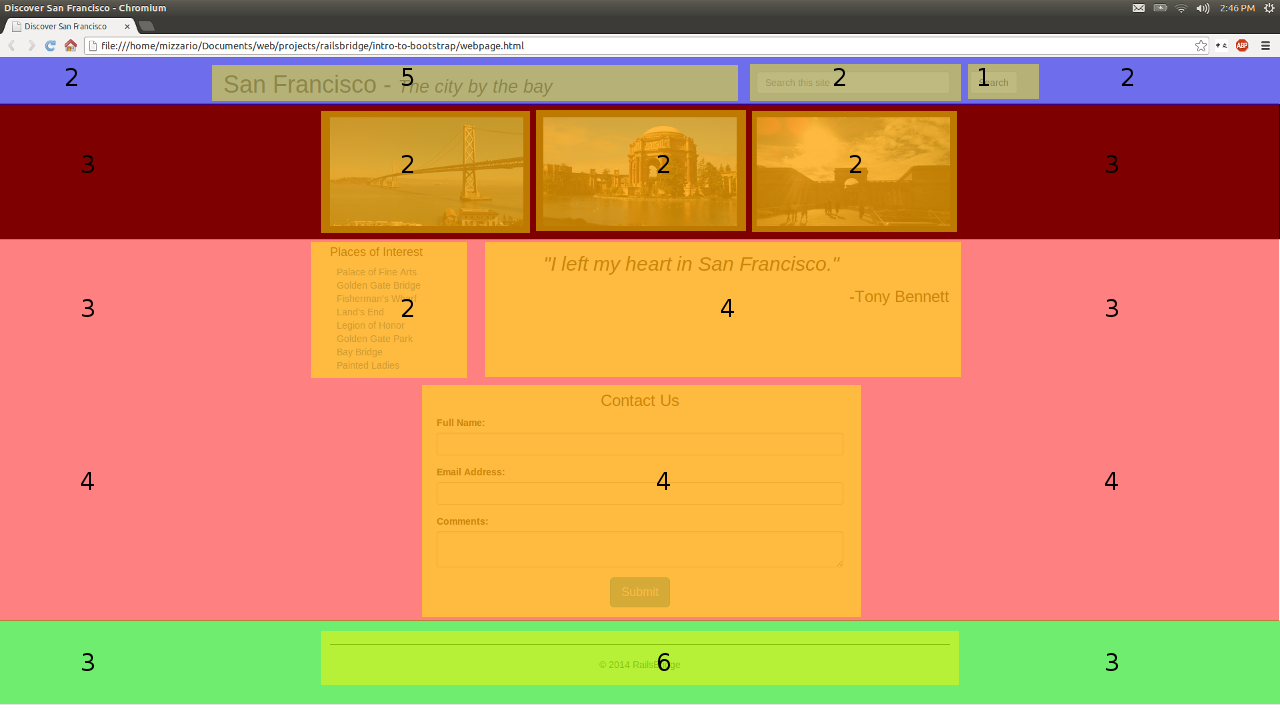 Discover San Francisco - Chromium
2:46 PM
Discover San Francisco
file:///home/mizzario/Documents/web/projects/railsbridge/intro-to-bootstrap/webpage.html
ABP
2 5 2 1 2
San Francisco - The city by the bay
Search this site
Search
3 2 2 2 3
Places of Interest
Palace of Fine Arts
Golden Gate Bridge
Fisherman's Wharf
Land's End
Legion of Honor
Golden Gate Park
Bay Bridge
Painted Ladies
"I left my heart in San Francisco."
-Tony Bennett
3 2 4 3
Contact Us
Full Name:
Email Address:
4 4 4
Comments:
Submit
3 6 3
© 2014 RailsBridge